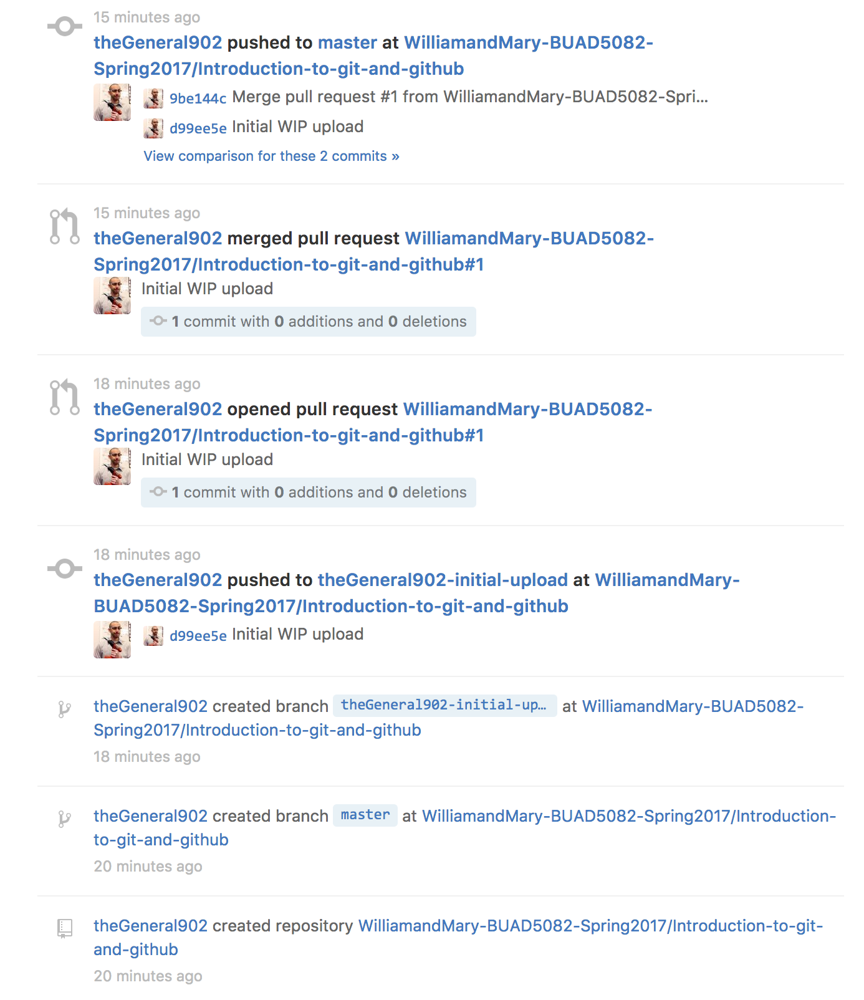 15 minutes ago
theGeneral902 pushed to master at WilliamandMary-BUAD5082-
Spring2017/Introduction-to-git-and-github
9be144c Merge pull request #1 from WilliamandMary-BUAD5082-Spri...
d99ee5e Initial WIP upload
View comparison for these 2 commits »
15 minutes ago
theGeneral902 merged pull request WilliamandMary-BUAD5082-
Spring2017/Introduction-to-git-and-github#1
Initial WIP upload
1 commit with 0 additions and 0 deletions
18 minutes ago
theGeneral902 opened pull request WilliamandMary-BUAD5082-
Spring2017/Introduction-to-git-and-github#1
Initial WIP upload
1 commit with 0 additions and 0 deletions
18 minutes ago
theGeneral902 pushed to theGeneral902-initial-upload at WilliamandMary-
BUAD5082-Spring2017/Introduction-to-git-and-github
d99ee5e Initial WIP upload
theGeneral902 created branch theGeneral902-initial-up… at WilliamandMary-BUAD5082-
Spring2017/Introduction-to-git-and-github
18 minutes ago
theGeneral902 created branch master at WilliamandMary-BUAD5082-Spring2017/Introduction-
to-git-and-github
20 minutes ago
theGeneral902 created repository WilliamandMary-BUAD5082-Spring2017/Introduction-to-git-
and-github
20 minutes ago